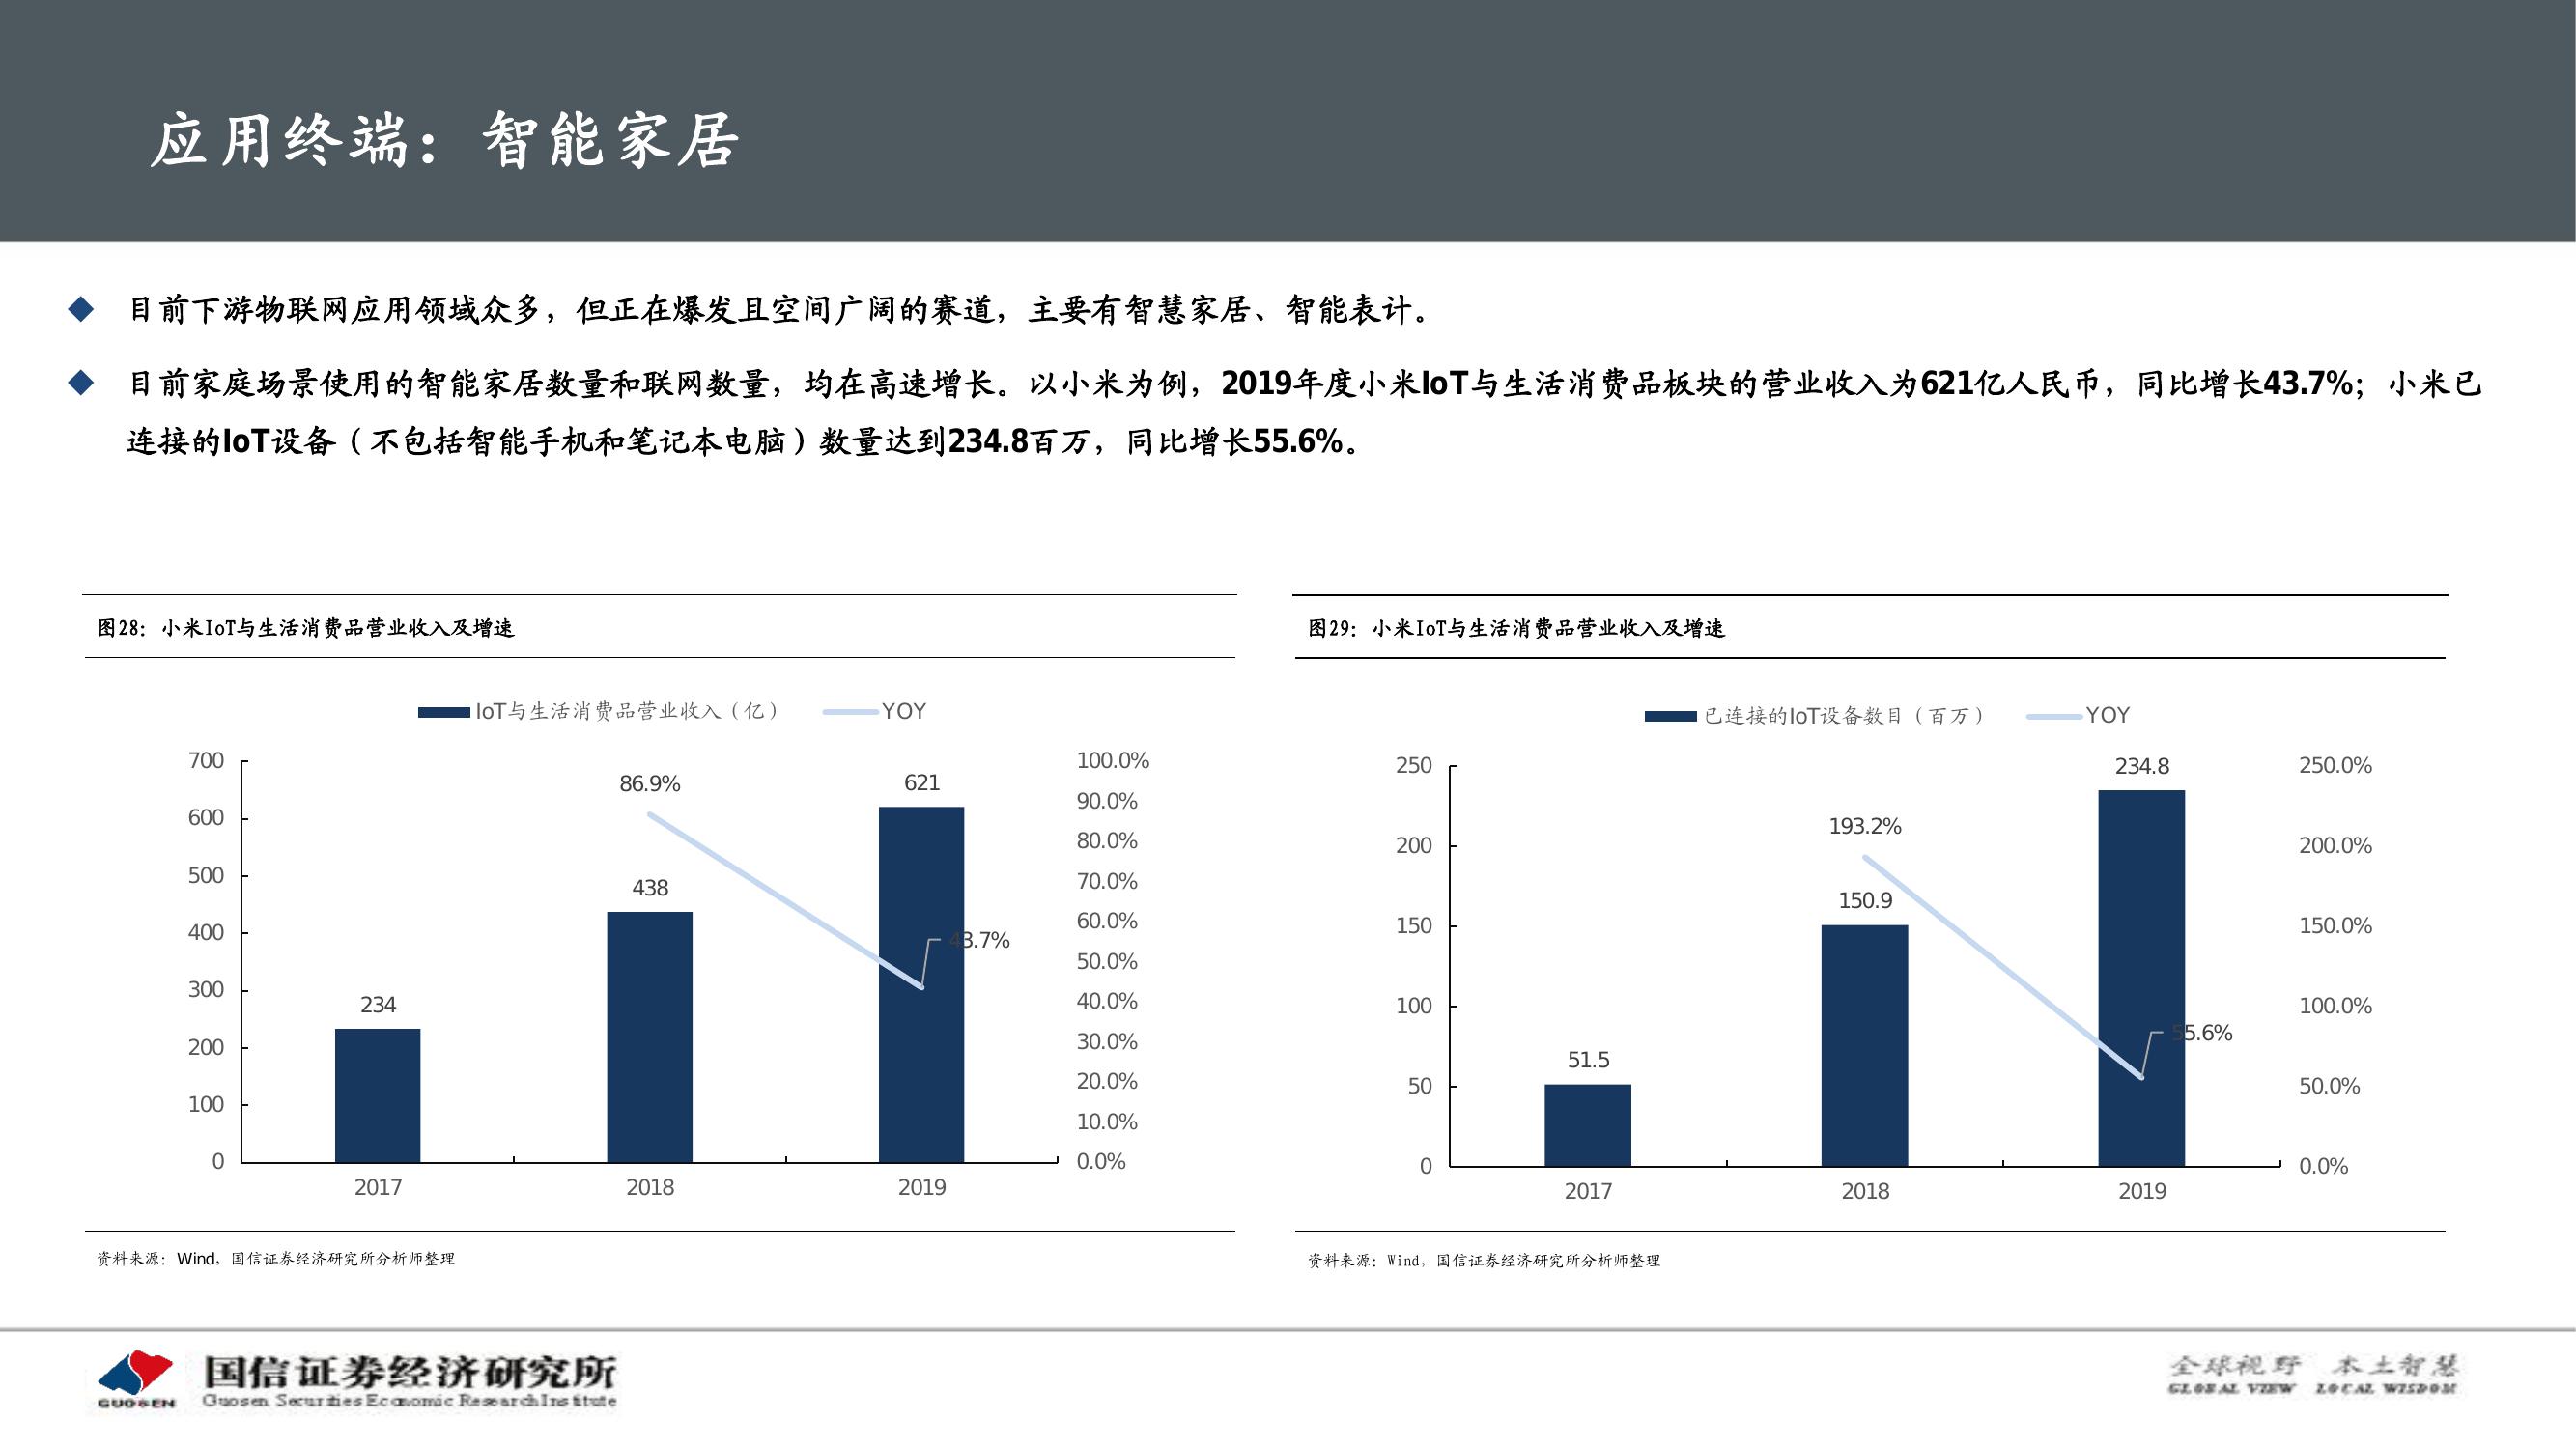 应用终端：智能家居
目前下游物联网应用领域众多，但正在爆发且空间广阔的赛道，主要有智慧家居、智能表计。
目前家庭场景使用的智能家居数量和联网数量，均在高速增长。以小米为例，2019年度小米IoT与生活消费品板块的营业收入为621亿人民币，同比增长43.7%；小米已
连接的IoT设备（不包括智能手机和笔记本电脑）数量达到234.8百万，同比增长55.6%。
图28：小米IoT与生活消费品营业收入及增速
IoT与生活消费品营业收入（亿）
YOY
700
600
500
400
300
200
100
0
100.0%
90.0%
80.0%
70.0%
60.0%
50.0%
40.0%
30.0%
20.0%
10.0%
0.0%
234
438
621
86.9%
43.7%
2017
2018
2019
资料来源：Wind，国信证券经济研究所分析师整理
图29：小米IoT与生活消费品营业收入及增速
已连接的IoT设备数目（百万）
YOY
250
200
150
100
50
0
250.0%
200.0%
150.0%
100.0%
50.0%
0.0%
51.5
150.9
234.8
193.2%
55.6%
2017
2018
2019
资料来源：Wind，国信证券经济研究所分析师整理
GUOSEN
国信证券经济研究所
Guosen Securities Economic Research Institute
全球视野 本土智慧
GLOBAL VIEW LOCAL WISDOM